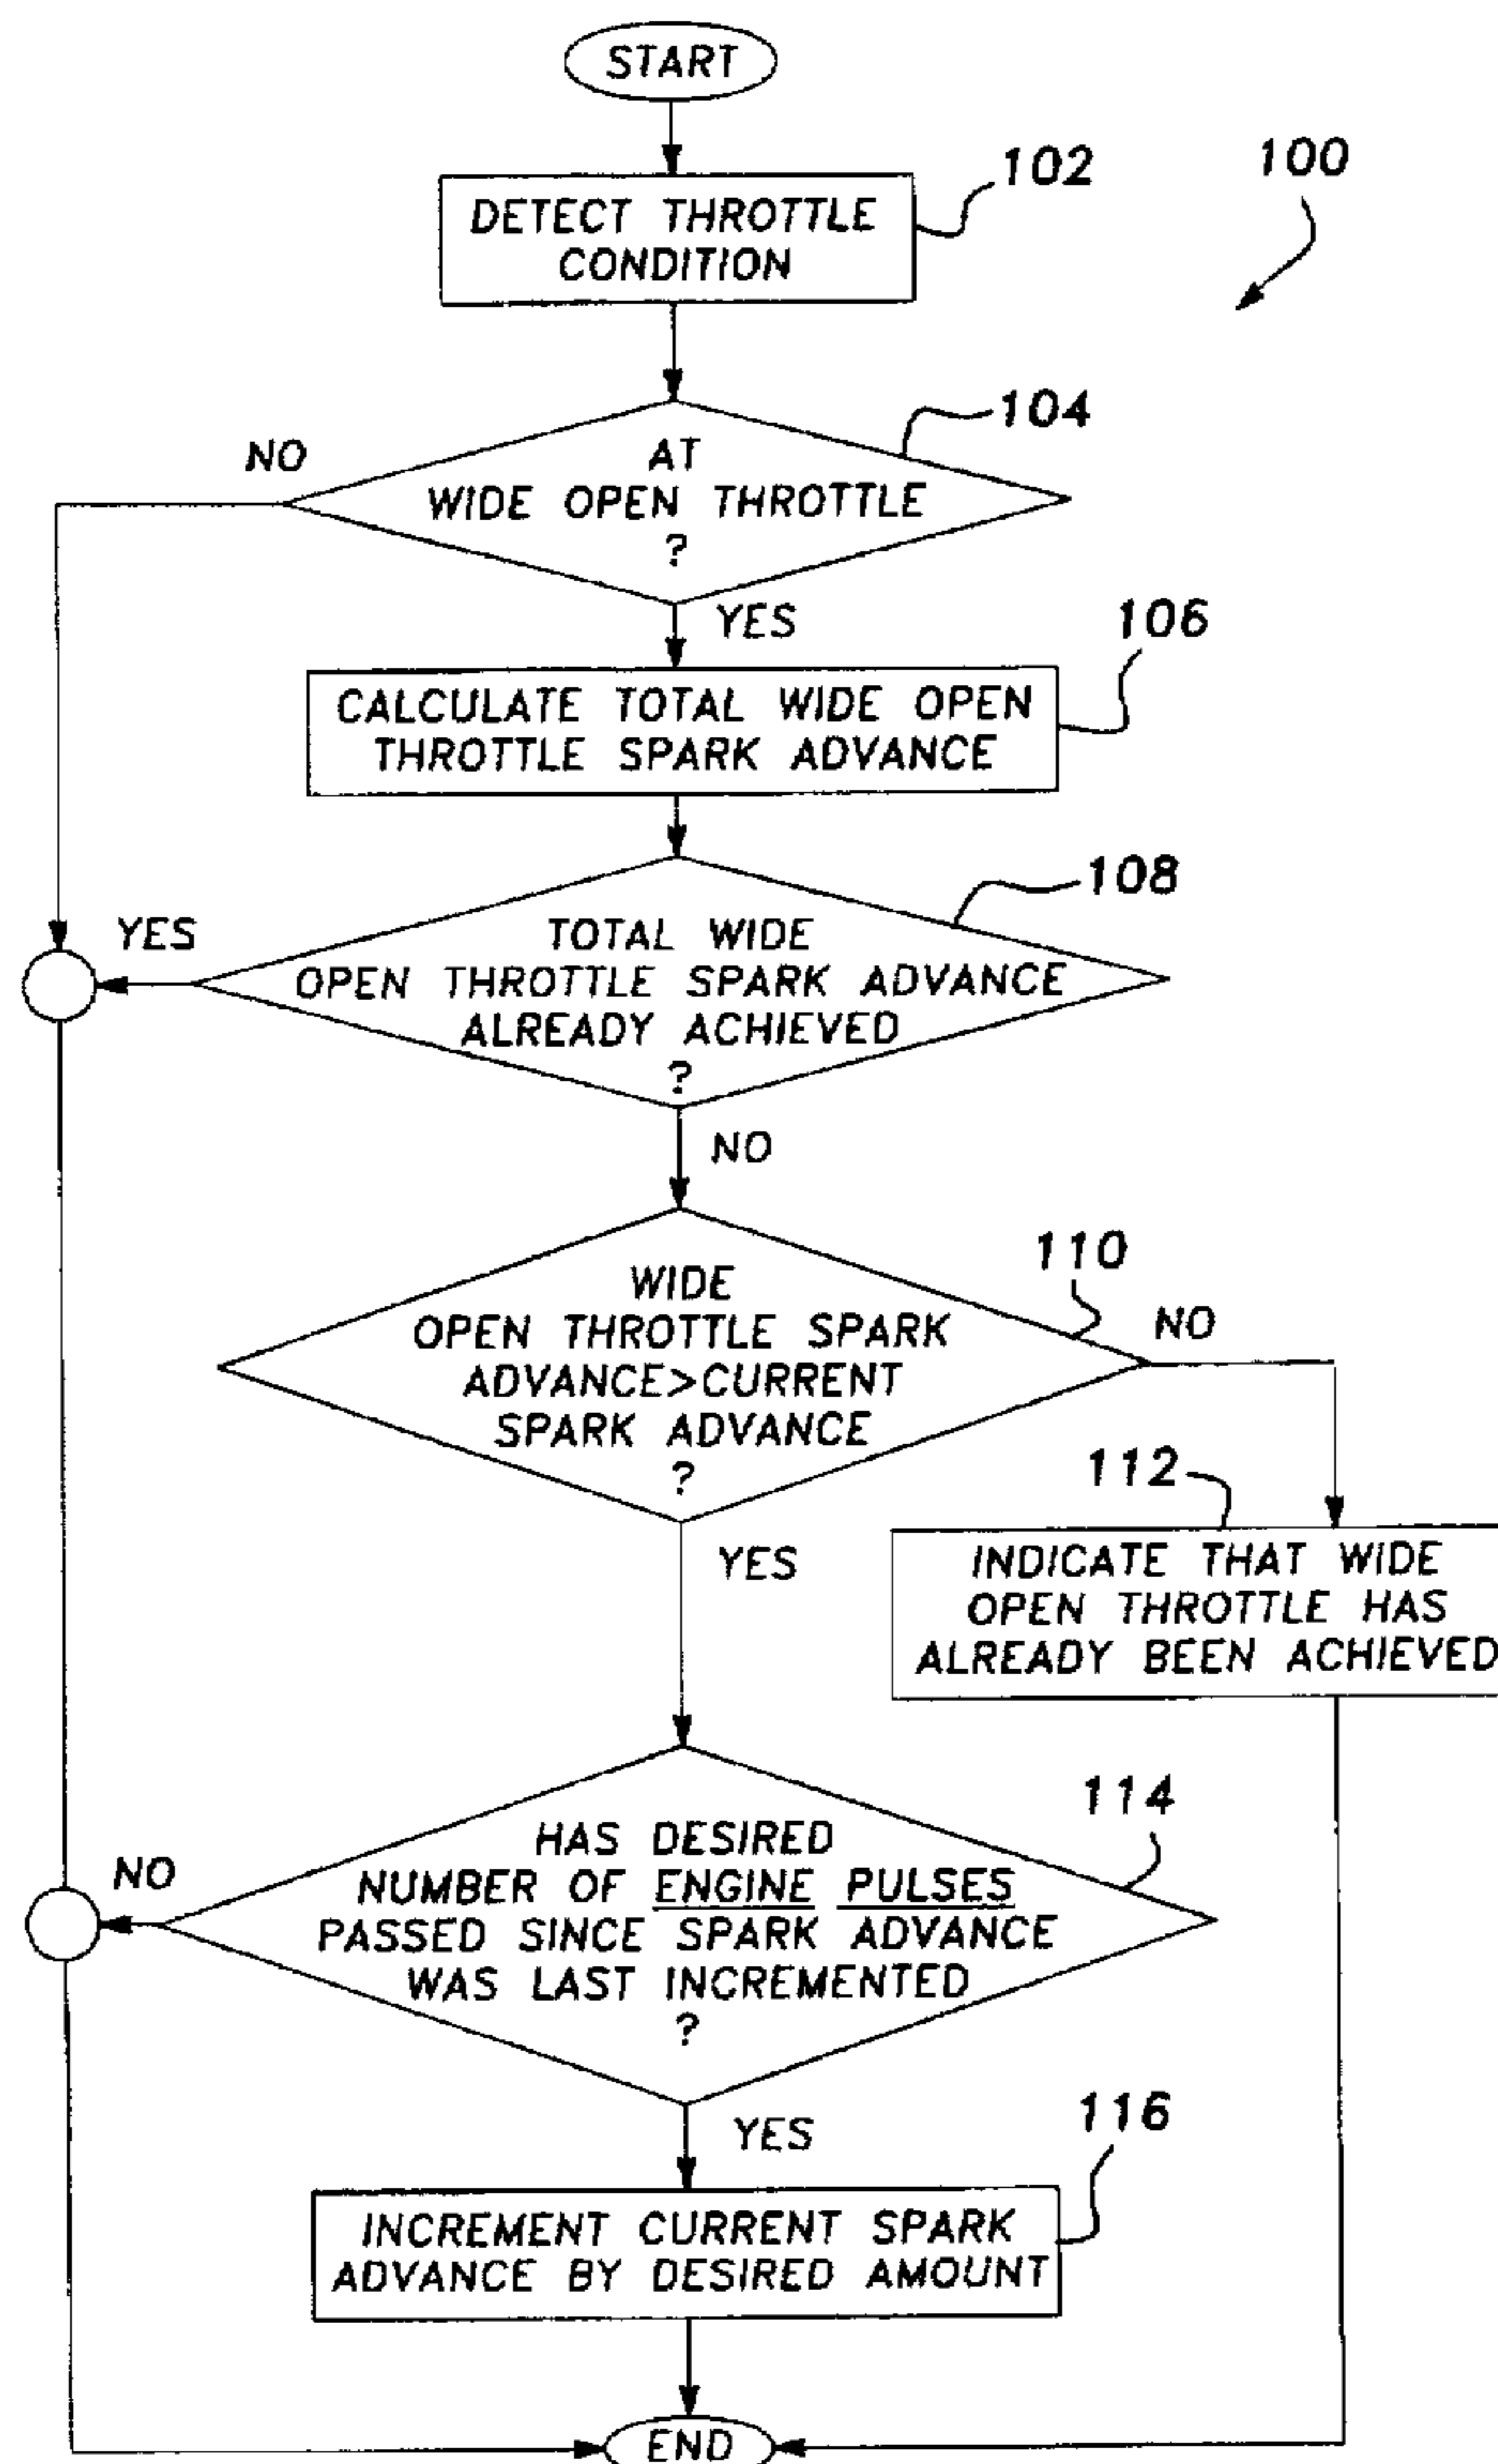 START
102
100
DETECT THROTTLE
CONDITION
104
NO
AT
WIDE OPEN THROTTLE
?
YES
106
CALCULATE TOTAL WIDE OPEN
THROTTLE SPARK ADVANCE
108
YES
TOTAL WIDE
OPEN THROTTLE SPARK ADVANCE
ALREADY ACHIEVED
?
NO
110
WIDE
OPEN THROTTLE SPARK
ADVANCE>CURRENT
SPARK ADVANCE
?
NO
112
YES
INDICATE THAT WIDE
OPEN THROTTLE HAS
ALREADY BEEN ACHIEVED
114
NO
HAS DESIRED
NUMBER OF ENGINE PULSES
PASSED SINCE SPARK ADVANCE
WAS LAST INCREMENTED
?
YES
116
INCREMENT CURRENT SPARK
ADVANCE BY DESIRED AMOUNT
END